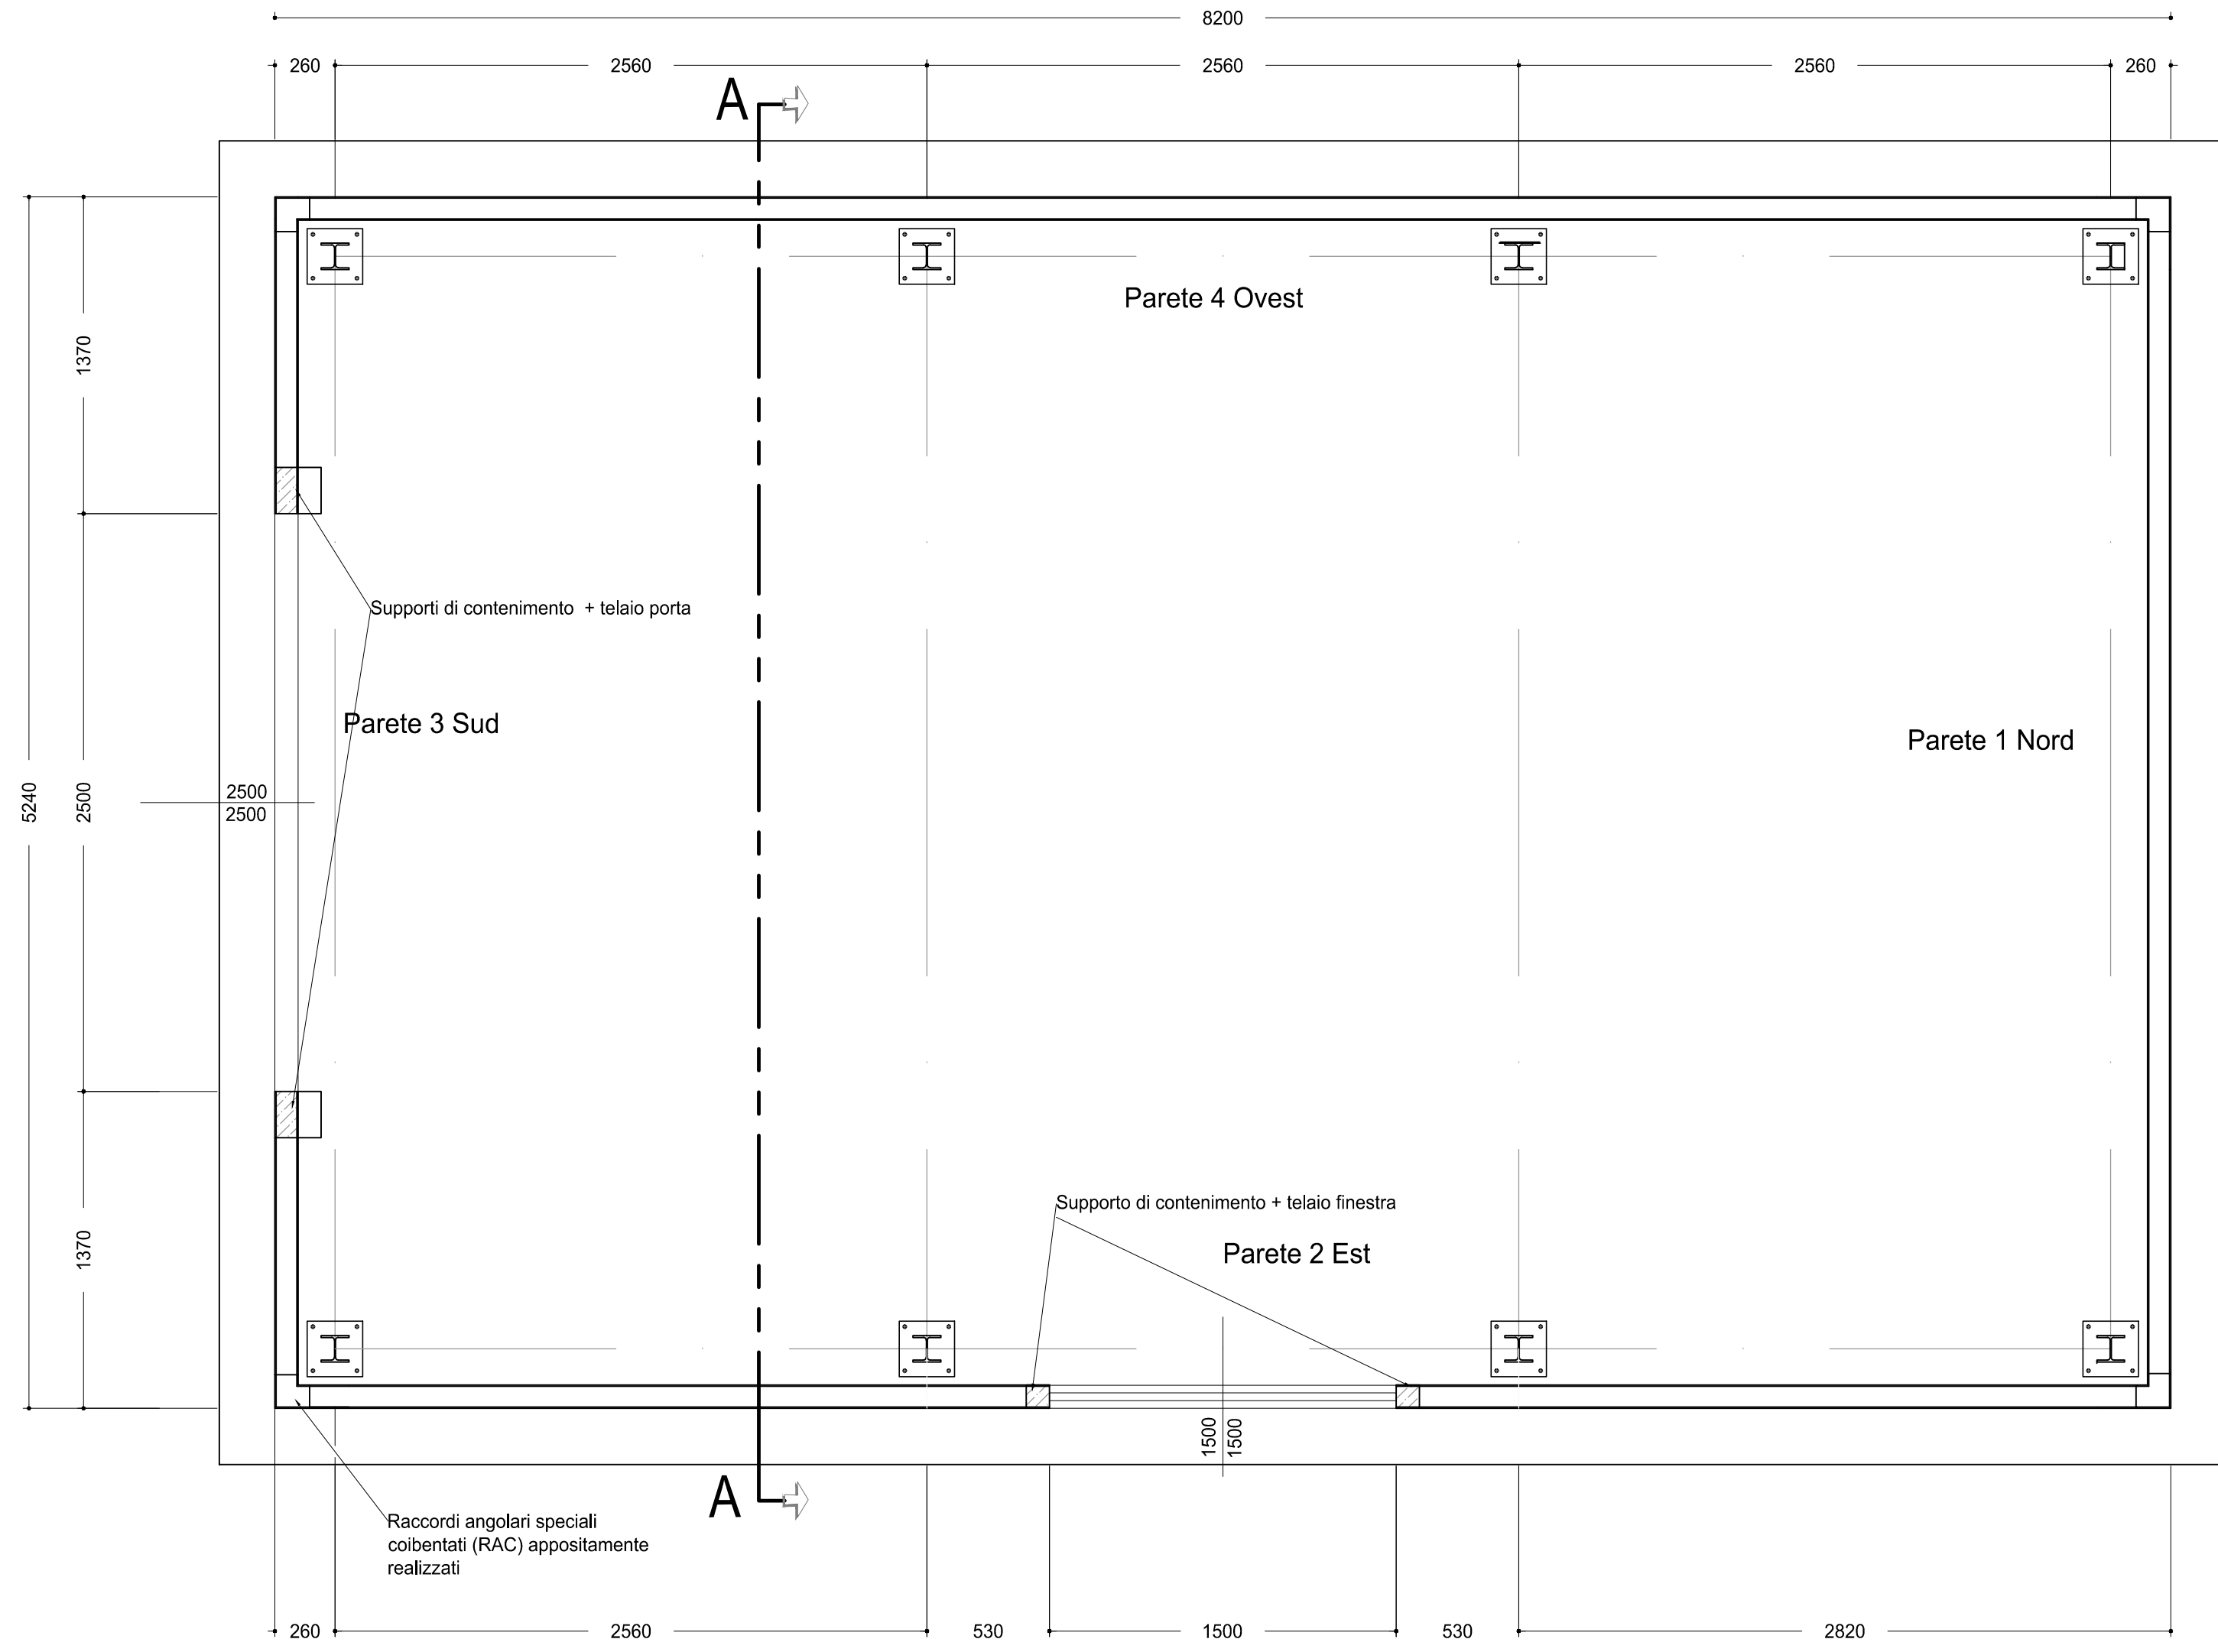 8200
260
2560
2560
2560
260
A
Parete 4 Ovest
1370
Supporti di contenimento + telaio porta
Parete 3 Sud
Parete 1 Nord
5240
2500
2500
2500
Supporto di contenimento + telaio finestra
1370
Parete 2 Est
1500
1500
A
Raccordi angolari speciali
coibentati (RAC) appositamente
realizzati
260
2560
530
1500
530
2820